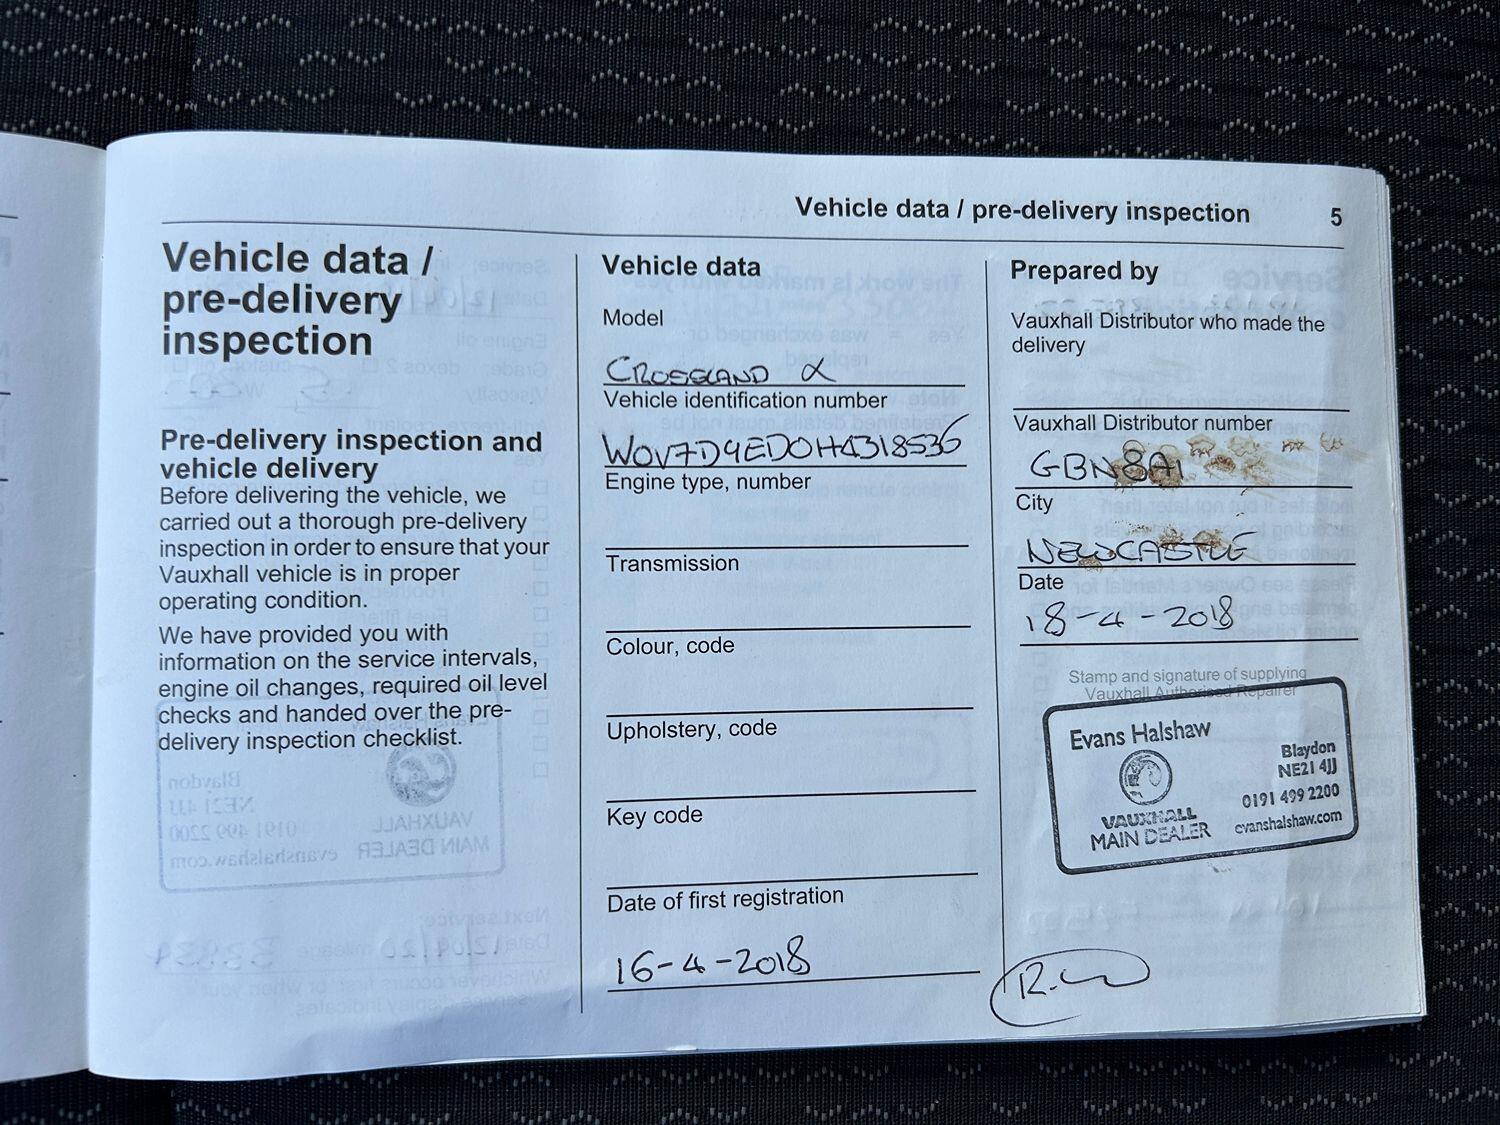 Vehicle data / pre-delivery inspection 5
Vehicle data /
pre-delivery
inspection
Pre-delivery inspection and
vehicle delivery
Before delivering the vehicle, we
carried out a thorough pre-delivery
inspection in order to ensure that your
Vauxhall vehicle is in proper
operating condition.
We have provided you with
information on the service intervals,
engine oil changes, required oil level
checks and handed over the pre-
delivery inspection checklist.
Vehicle data
Model
CROSSLAND X
Vehicle identification number
W0V7D9ED0H4318536
Engine type, number
Transmission
Colour, code
Upholstery, code
Key code
Date of first registration
16-4-2018
Prepared by
Vauxhall Distributor who made the
delivery
Vauxhall Distributor number
GBN8A1
City
NEWCASTLE
Date
18-4-2018
Stamp and signature of supplying
Vauxhall Authorised Repairer
Evans Halshaw
VAUXHALL
MAIN DEALER
Blaydon
NE21 4JJ
0191 499 2200
evanshalshaw.com